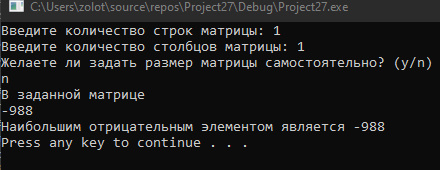 C:\Users\zolot\source\repos\Project27\Debug\Project27.exe
Введите количество строк матрицы: 1
Введите количество столбцов матрицы: 1
Желаете ли задать размер матрицы самостоятельно? (y/n)
n
В заданной матрице
-988
Наибольшим отрицательным элементом является -988
Press any key to continue . . .